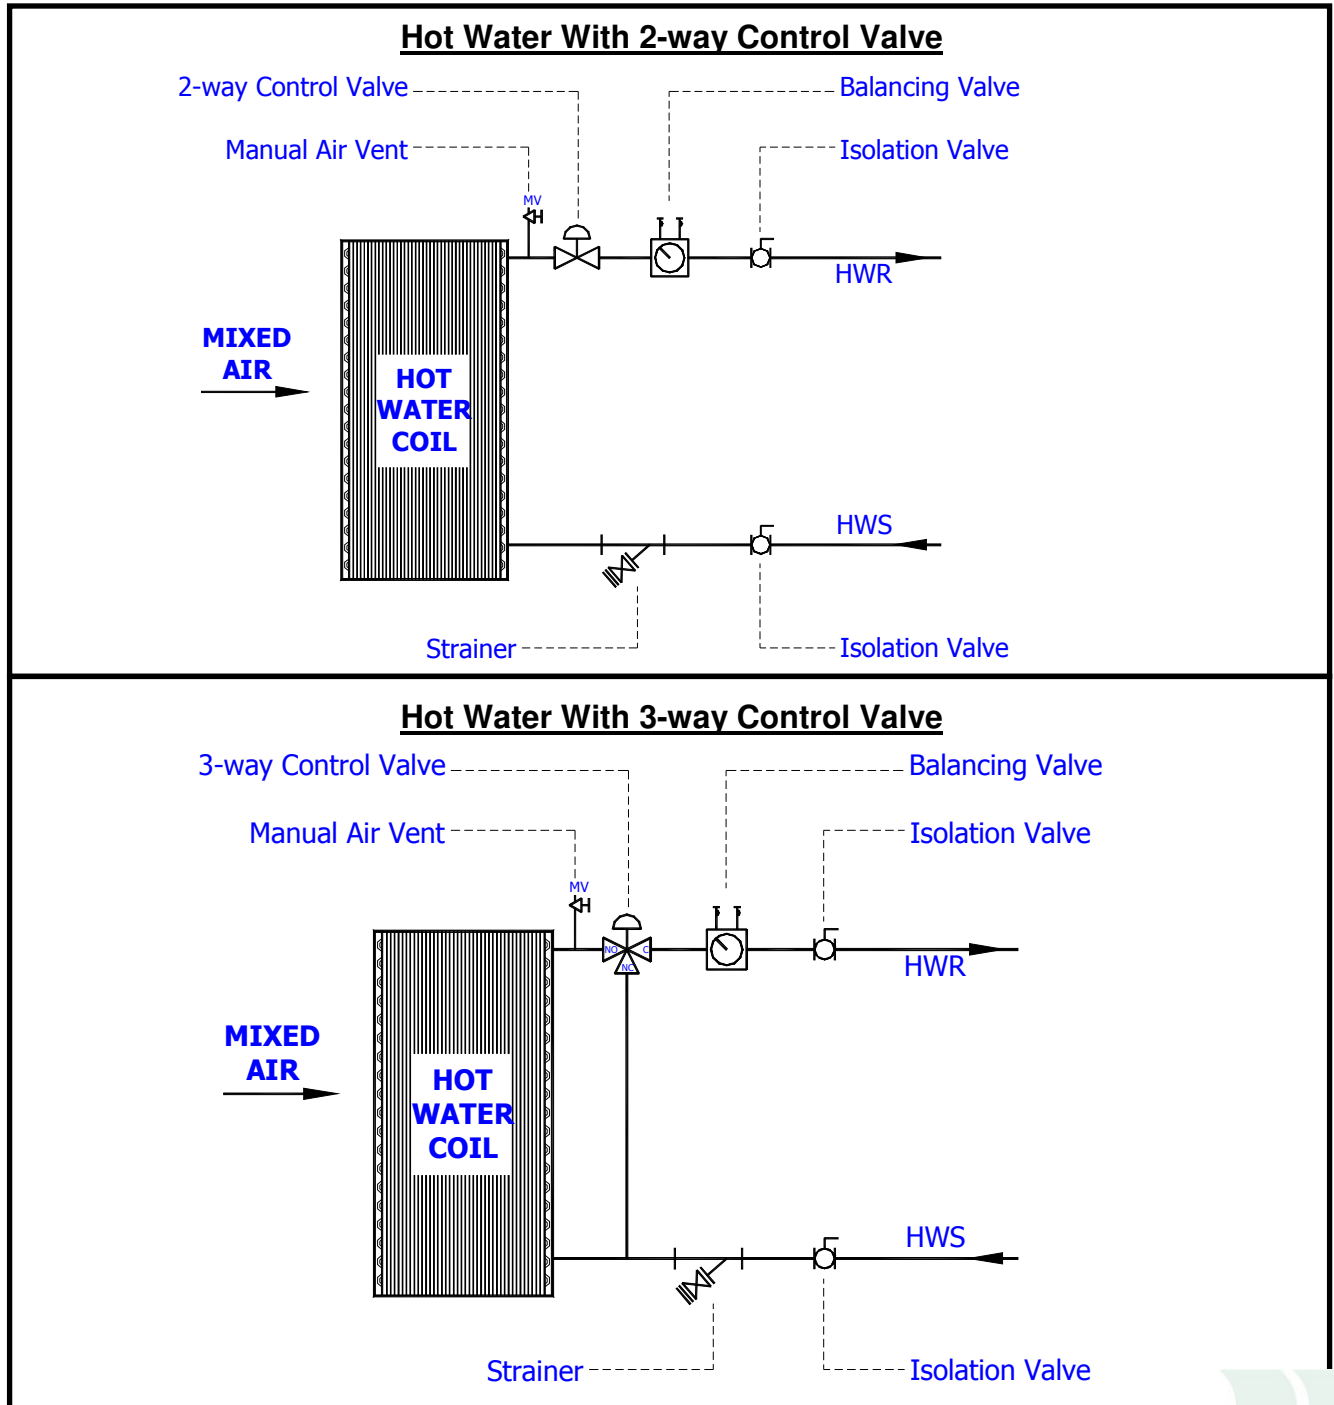 Hot Water With 2-way Control Valve
2-way Control Valve
Balancing Valve
Manual Air Vent
Isolation Valve
MV
HWR
MIXED
AIR
HOT
WATER
COIL
HWS
Strainer
Isolation Valve
Hot Water With 3-way Control Valve
3-way Control Valve
Balancing Valve
Manual Air Vent
Isolation Valve
MV
NO
C
NC
HWR
MIXED
AIR
HOT
WATER
COIL
HWS
Strainer
Isolation Valve